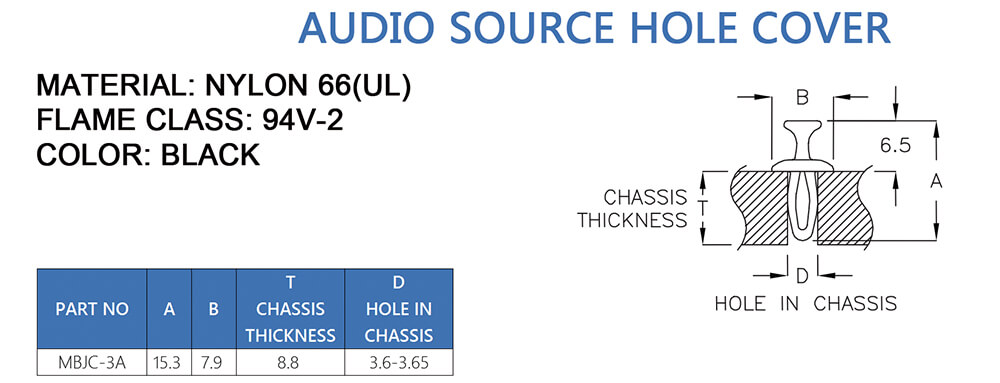 AUDIO SOURCE HOLE COVER
MATERIAL: NYLON 66(UL)
FLAME CLASS: 94V-2
COLOR: BLACK
B
6.5
A
CHASSIS
THICKNESS
T
D
HOLE IN CHASSIS
PART NO A B T CHASSIS THICKNESS D HOLE IN CHASSIS
MBJC-3A 15.3 7.9 8.8 3.6-3.65